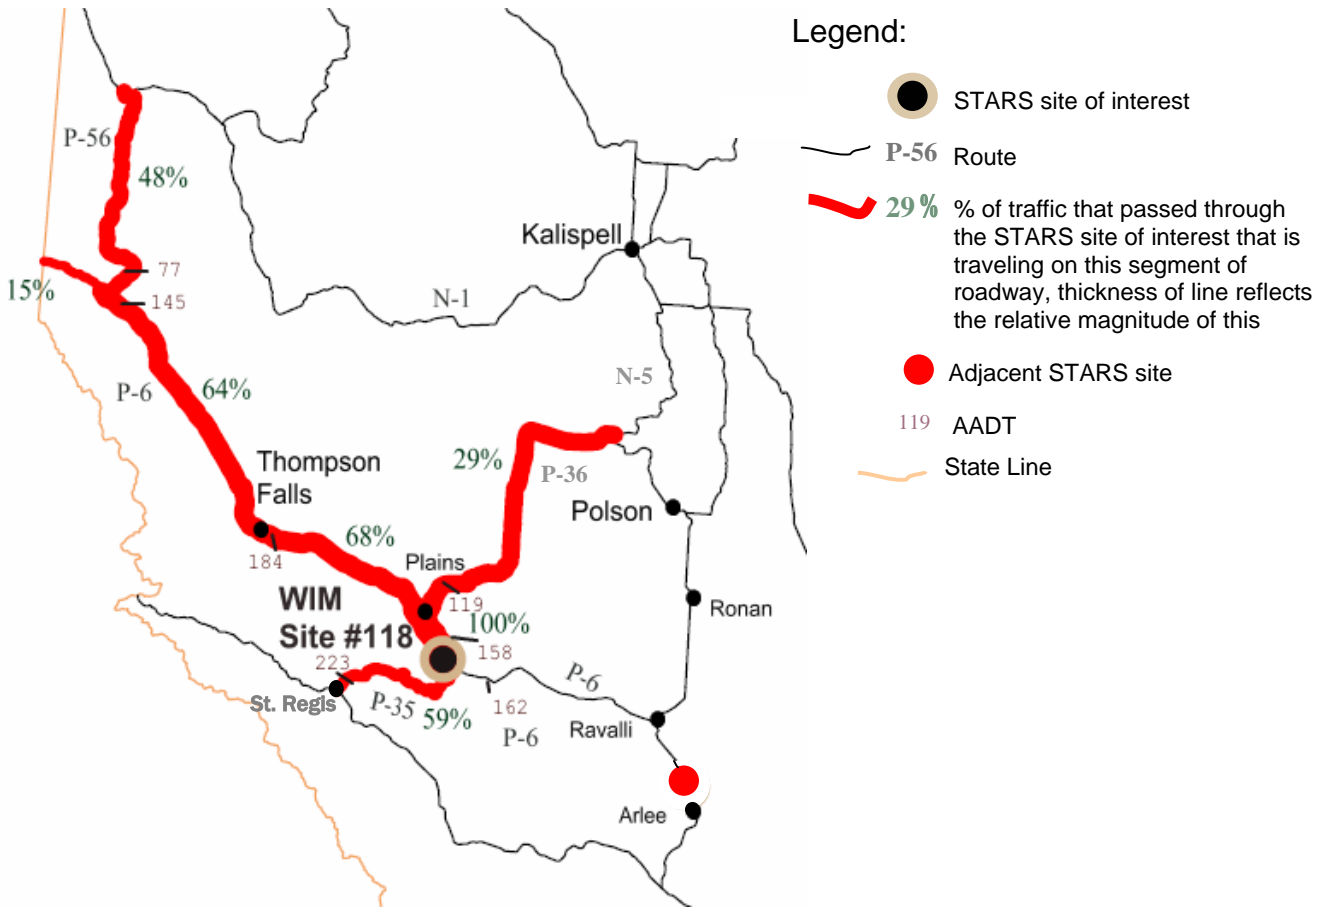 Legend:
STARS site of interest
P-56 Route
29% % of traffic that passed through
the STARS site of interest that is
traveling on this segment of
roadway, thickness of line reflects
the relative magnitude of this
Adjacent STARS site
119 AADT
State Line
P-56
48%
Kalispell
77
15%
145
N-1
N-5
P-6
64%
29%
P-36
Thompson
Falls
Polson
68%
184
Plains
119
WIM
Site #118
100%
Ronan
158
223
P-6
St. Regis
P-35
59%
162
P-6
Ravalli
Arlee